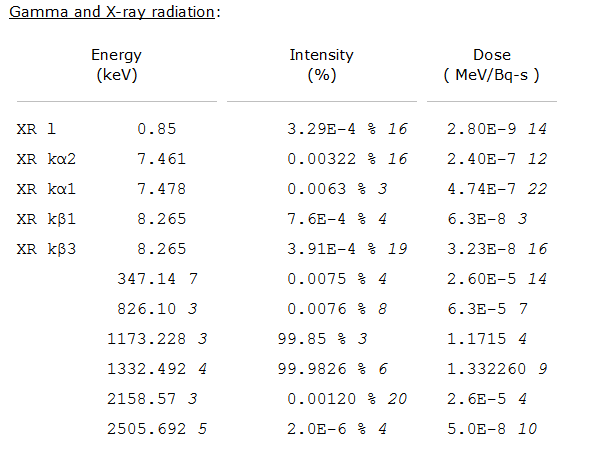 Gamma and X-ray radiation:
Energy Intensity Dose
(keV) (%) ( MeV/Bq-s )
XR l 0.85 3.29E-4 % 16 2.80E-9 14
XR kα2 7.461 0.00322 % 16 2.40E-7 12
XR kα1 7.478 0.0063 % 3 4.74E-7 22
XR kβ1 8.265 7.6E-4 % 4 6.3E-8 3
XR kβ3 8.265 3.91E-4 % 19 3.23E-8 16
347.14 7 0.0075 % 4 2.60E-5 14
826.10 3 0.0076 % 8 6.3E-5 7
1173.228 3 99.85 % 3 1.1715 4
1332.492 4 99.9826 % 6 1.332260 9
2158.57 3 0.00120 % 20 2.6E-5 4
2505.692 5 2.0E-6 % 4 5.0E-8 10